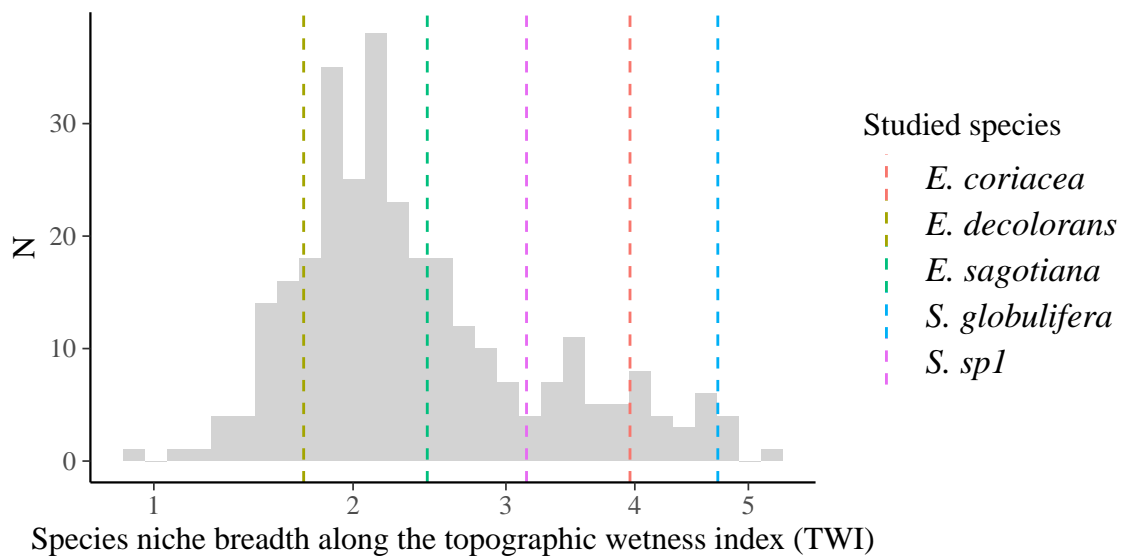 30
20
10
0
N
1 2 3 4 5
Species niche breadth along the topographic wetness index (TWI)
Studied species
E. coriacea
E. decolorans
E. sagotiana
S. globulifera
S. sp1